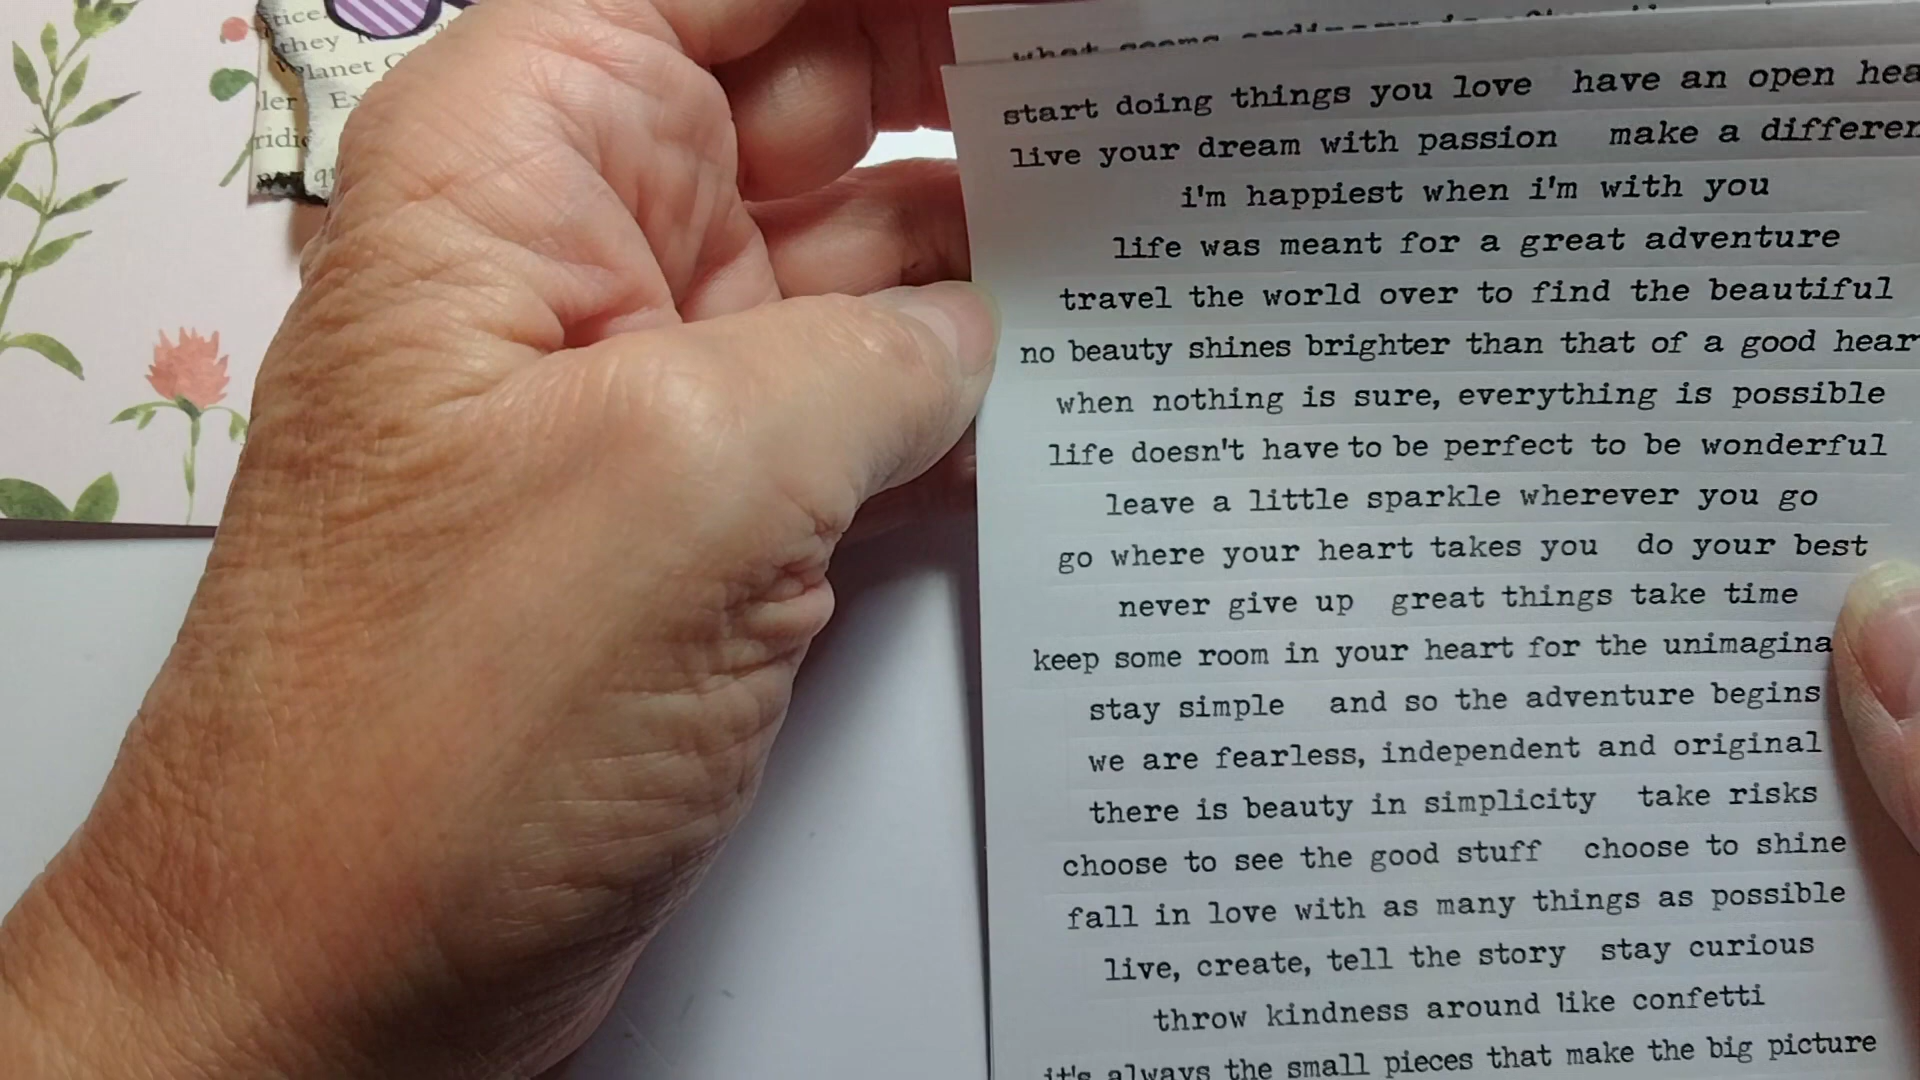 tice.
they
Planet
ler Ex
ridic
start doing things you love have an open hea
live your dream with passion make a differen
i'm happiest when i'm with you
life was meant for a great adventure
travel the world over to find the beautiful
no beauty shines brighter than that of a good hear
when nothing is sure, everything is possible
life doesn't have to be perfect to be wonderful
leave a little sparkle wherever you go
go where your heart takes you do your best
never give up great things take time
keep some room in your heart for the unimagina
stay simple and so the adventure begins
we are fearless, independent and original
there is beauty in simplicity take risks
choose to see the good stuff choose to shine
fall in love with as many things as possible
live, create, tell the story stay curious
throw kindness around like confetti
it's always the small pieces that make the big picture